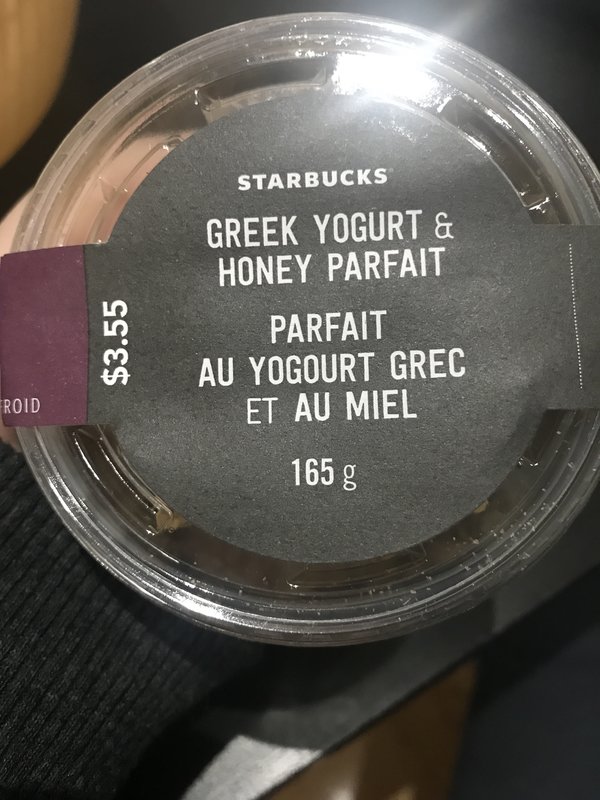 STARBUCKS
GREEK YOGURT &
HONEY PARFAIT
PARFAIT
AU YOGOURT GREC
ET AU MIEL
165 g
$3.55
FROID